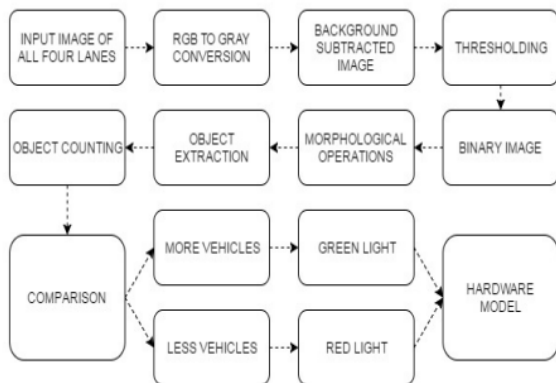 INPUT IMAGE OF
ALL FOUR LANES
RGB TO GRAY
CONVERSION
BACKGROUND
SUBTRACTED
IMAGE
THRESHOLDING
OBJECT COUNTING
OBJECT
EXTRACTION
MORPHOLOGICAL
OPERATIONS
BINARY IMAGE
COMPARISON
MORE VEHICLES
GREEN LIGHT
LESS VEHICLES
RED LIGHT
HARDWARE
MODEL